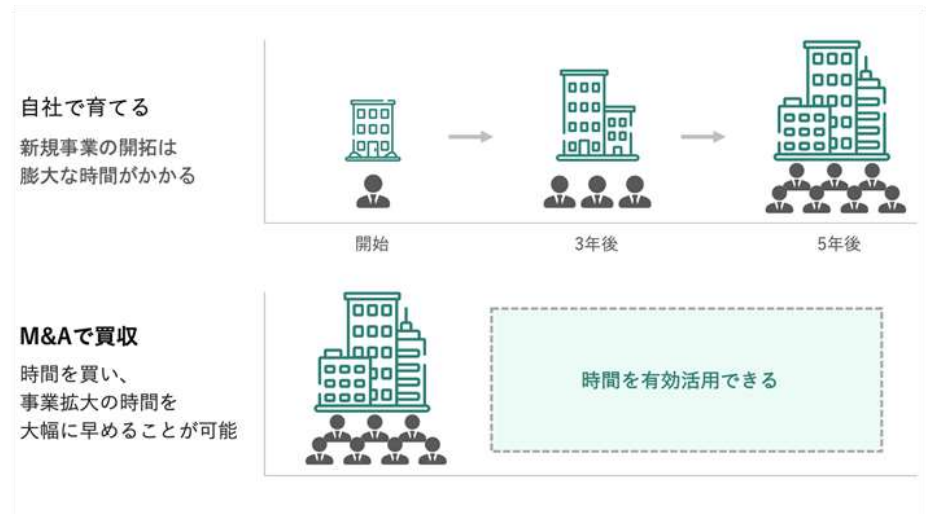 自社で育てる
新規事業の開拓は
膨大な時間がかかる
開始
3年後
5年後
M&Aで買収
時間を買い、
事業拡大の時間を
大幅に早めることが可能
時間を有効活用できる